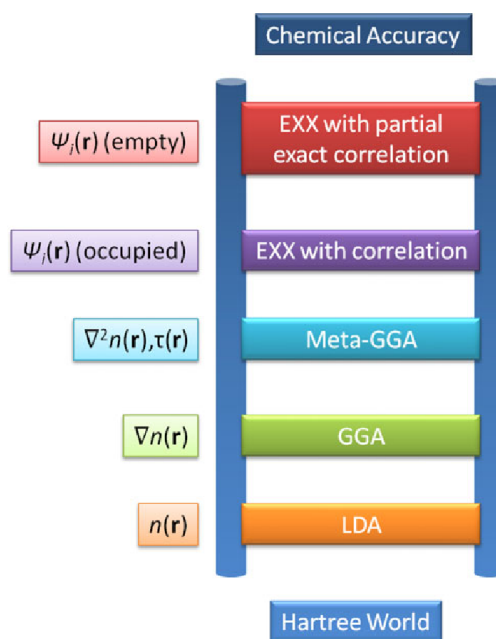 Chemical Accuracy
Ψi(r) (empty)
EXX with partial
exact correlation
Ψi(r) (occupied)
EXX with correlation
∇²n(r),τ(r)
Meta-GGA
∇n(r)
GGA
n(r)
LDA
Hartree World